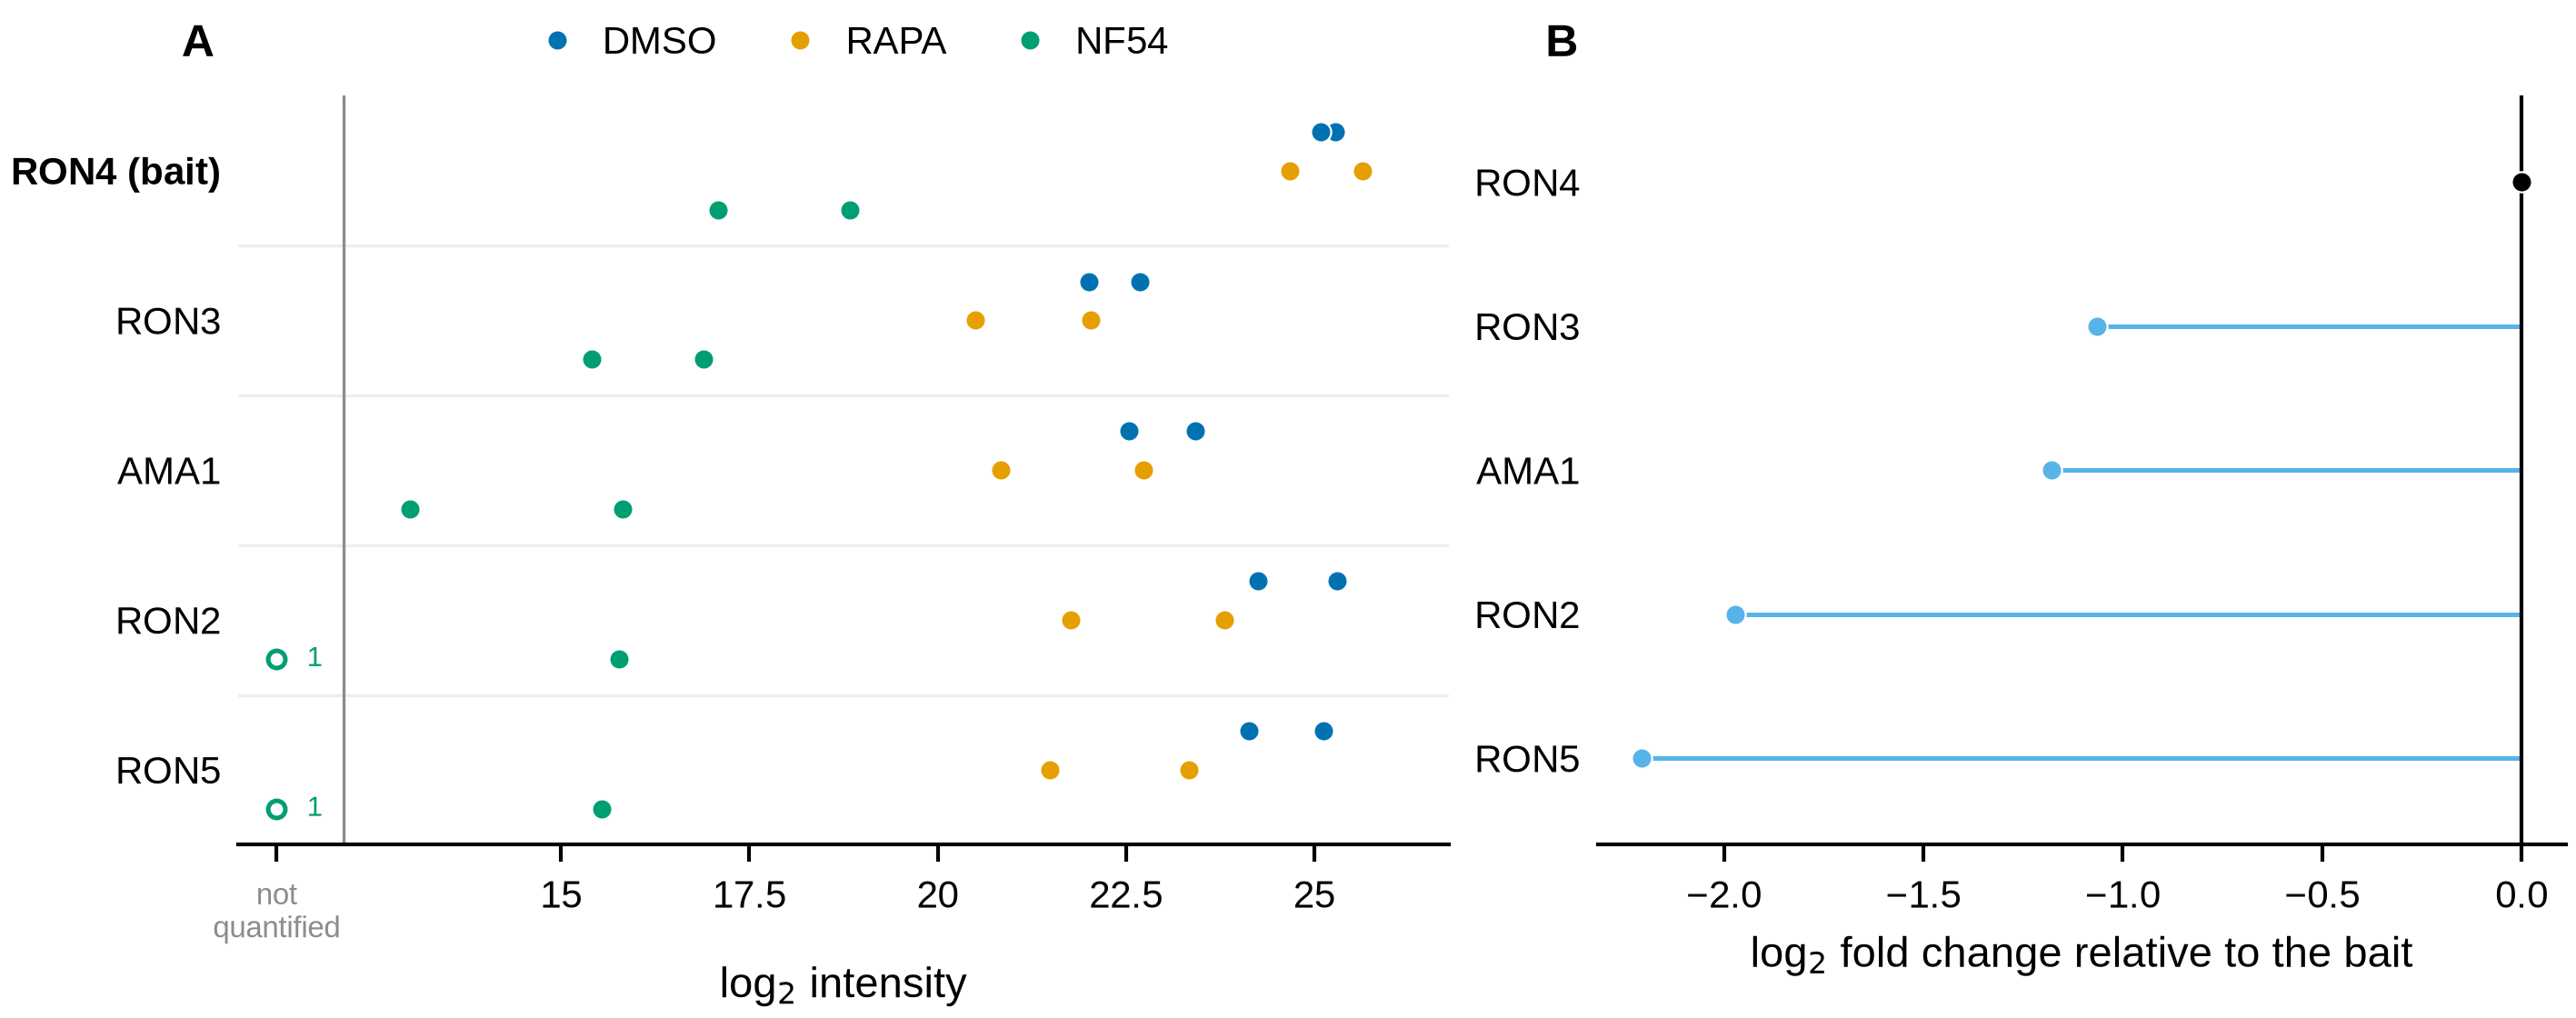 A
DMSO
RAPA
NF54
RON4 (bait)
RON3
AMA1
RON2
1
RON5
1
not
quantified
15
17.5
20
22.5
25
log₂ intensity
B
RON4
RON3
AMA1
RON2
RON5
−2.0
−1.5
−1.0
−0.5
0.0
log₂ fold change relative to the bait